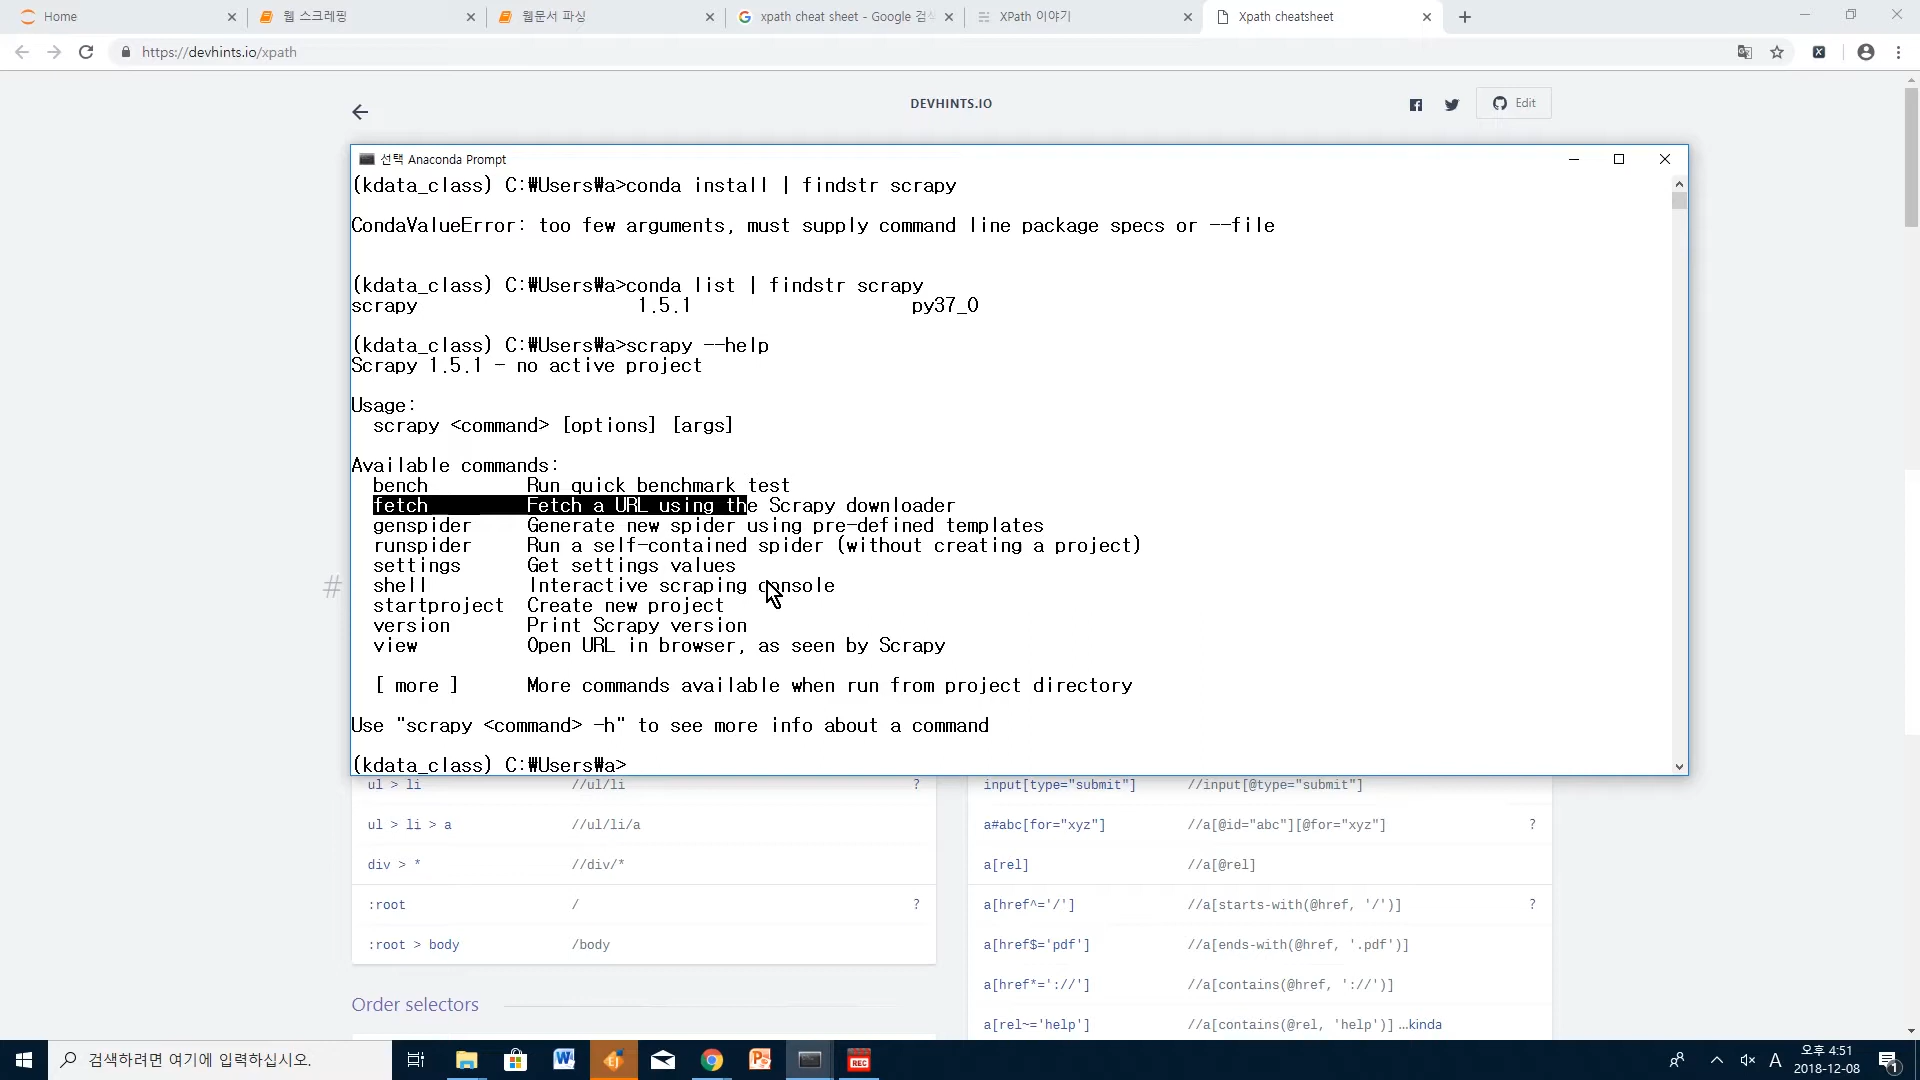 Home
웹 스크레핑
웹문서 파싱
xpath cheat sheet - Google 검색
XPath 이야기
Xpath cheatsheet
https://devhints.io/xpath
DEVHINTS.IO
Edit
선택 Anaconda Prompt
(kdata_class) C:₩Users₩a>conda install | findstr scrapy
CondaValueError: too few arguments, must supply command line package specs or --file
(kdata_class) C:₩Users₩a>conda list | findstr scrapy
scrapy 1.5.1 py37_0
(kdata_class) C:₩Users₩a>scrapy --help
Scrapy 1.5.1 - no active project
Usage:
scrapy <command> [options] [args]
Available commands:
bench Run quick benchmark test
fetch Fetch a URL using the Scrapy downloader
genspider Generate new spider using pre-defined templates
runspider Run a self-contained spider (without creating a project)
settings Get settings values
#
shell Interactive scraping console
startproject Create new project
version Print Scrapy version
view Open URL in browser, as seen by Scrapy
[ more ] More commands available when run from project directory
Use "scrapy <command> -h" to see more info about a command
(kdata_class) C:₩Users₩a>
ul > li //ul/li ?
ul > li > a //ul/li/a
div > * //div/*
:root / ?
:root > body /body
Order selectors
input[type="submit"] //input[@type="submit"]
a#abc[for="xyz"] //a[@id="abc"][@for="xyz"] ?
a[rel] //a[@rel]
a[href^='/'] //a[starts-with(@href, '/')] ?
a[href$='pdf'] //a[ends-with(@href, '.pdf')]
a[href*='://'] //a[contains(@href, '://')]
a[rel~='help'] //a[contains(@rel, 'help')] …kinda
검색하려면 여기에 입력하십시오.
REC
A
오후 4:51
2018-12-08
1